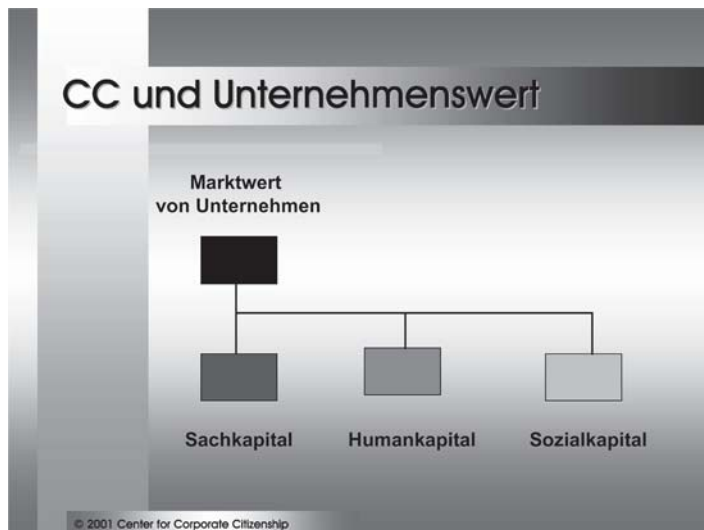 CC und Unternehmenswert
Marktwert
von Unternehmen
Sachkapital
Humankapital
Sozialkapital
© 2001 Center for Corporate Citizenship